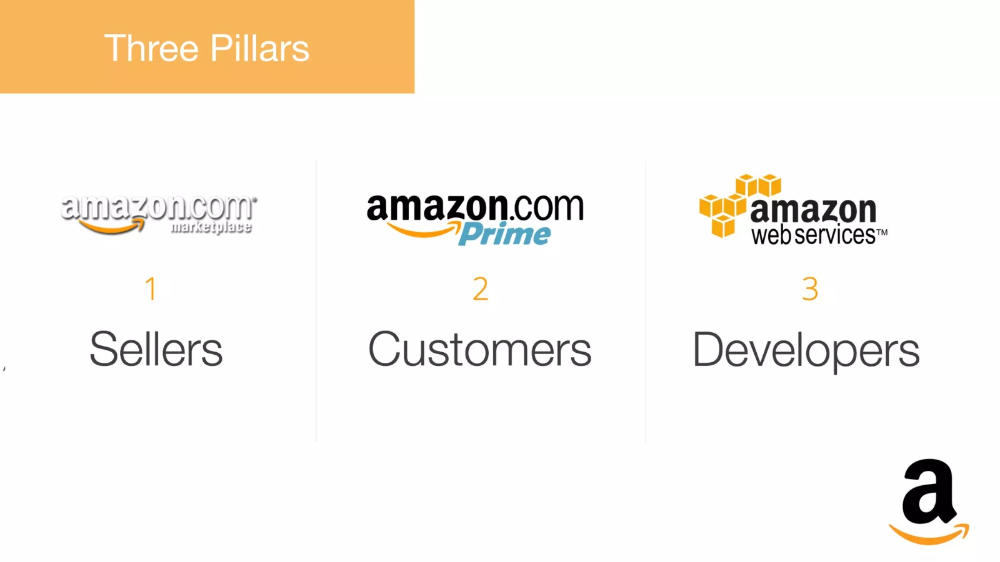 Three Pillars
amazon.com®
marketplace
1
Sellers
amazon.com
Prime
2
Customers
amazon
web services™
3
Developers
a